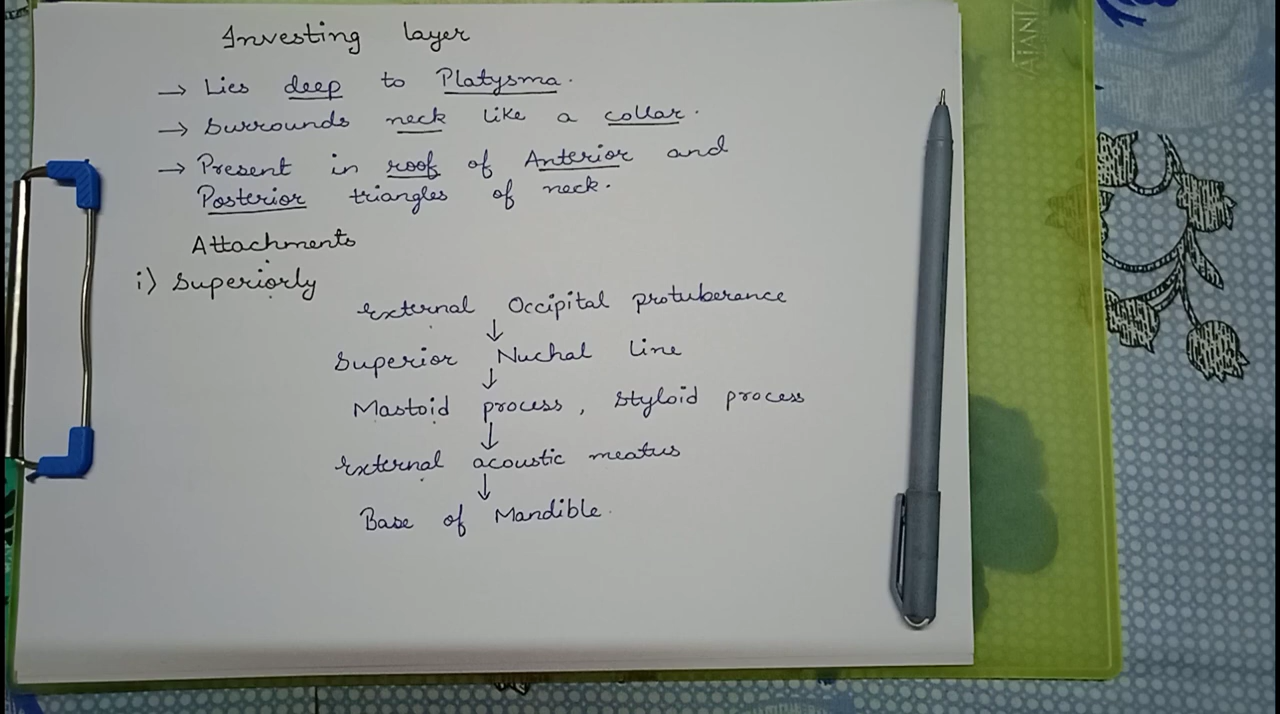 Investing layer
→ Lies deep to Platysma.
→ Surrounds neck like a collar.
→ Present in roof of Anterior and
Posterior triangles of neck.
Attachments
i) Superiorly
External Occipital protuberance
↓
Superior Nuchal Line
↓
Mastoid process, Styloid process
↓
External acoustic meatus
↓
Base of Mandible.